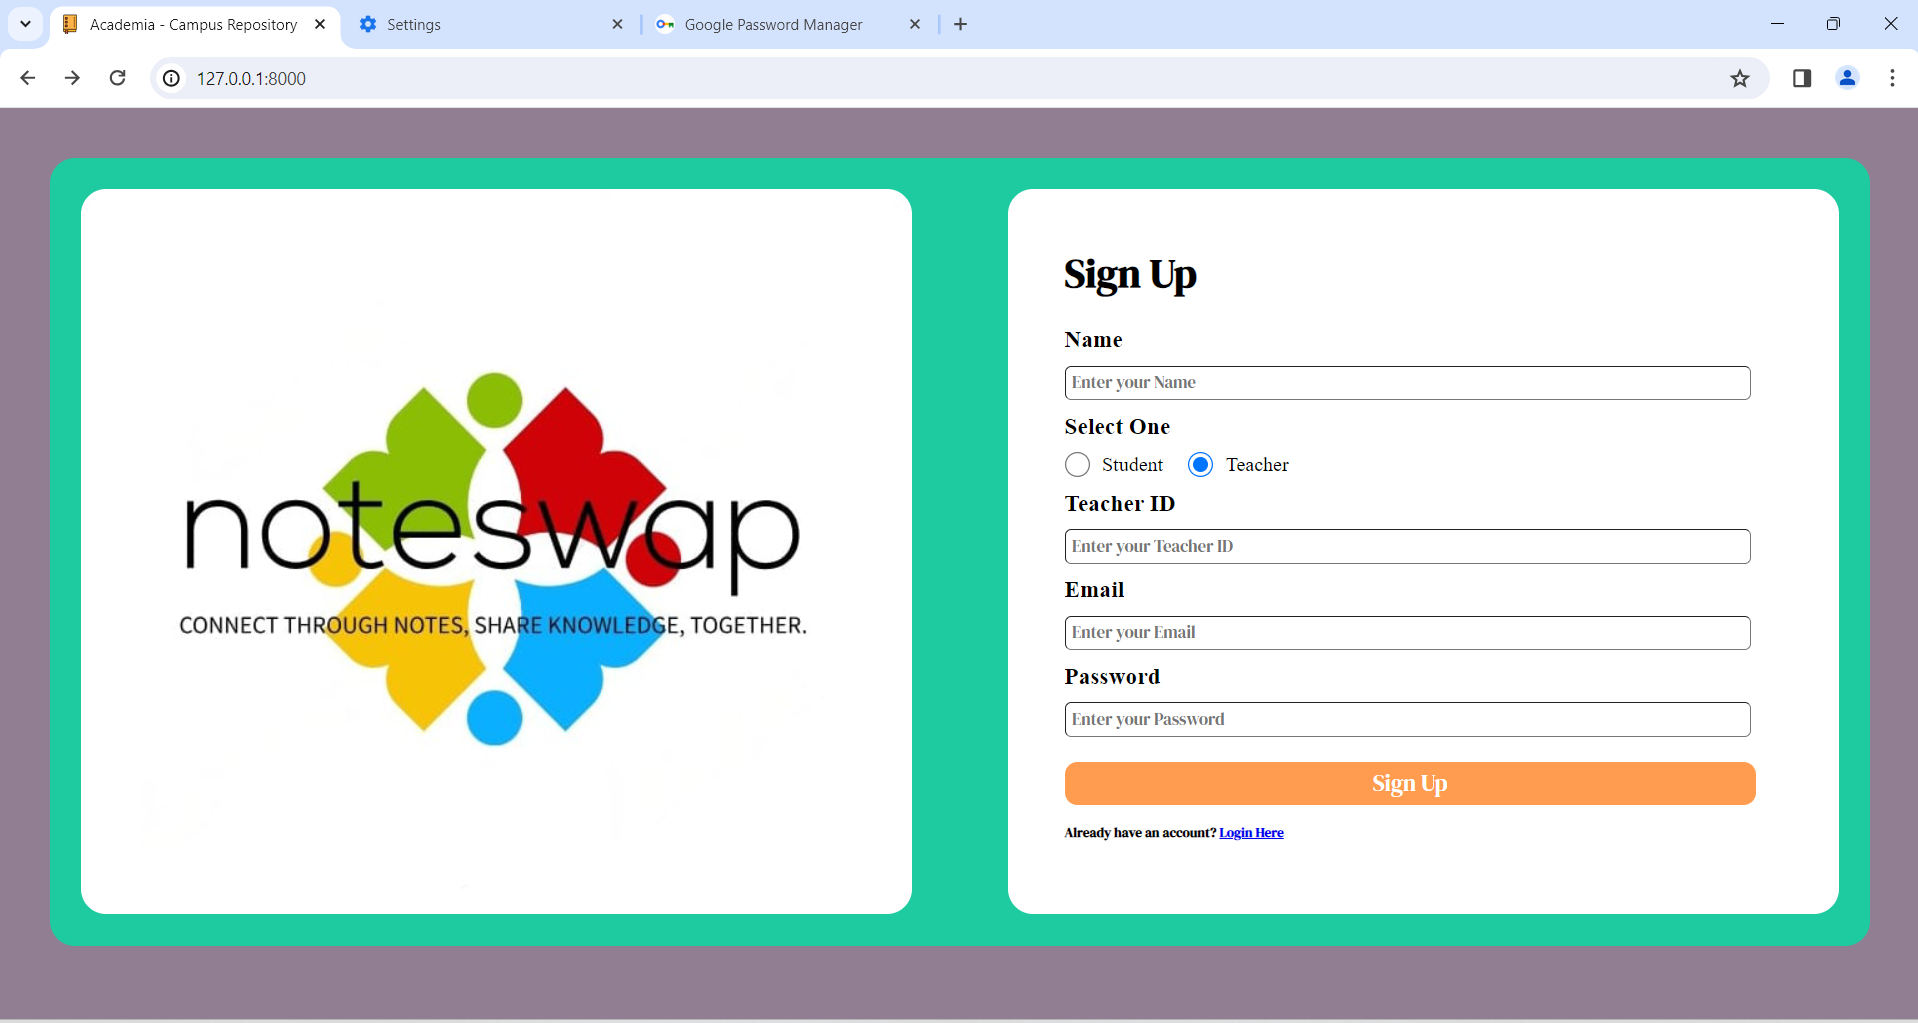 Academia - Campus Repository
Settings
Google Password Manager
127.0.0.1:8000
noteswap
CONNECT THROUGH NOTES, SHARE KNOWLEDGE, TOGETHER.
Sign Up
Name
Enter your Name
Select One
Student Teacher
Teacher ID
Enter your Teacher ID
Email
Enter your Email
Password
Enter your Password
Sign Up
Already have an account? Login Here